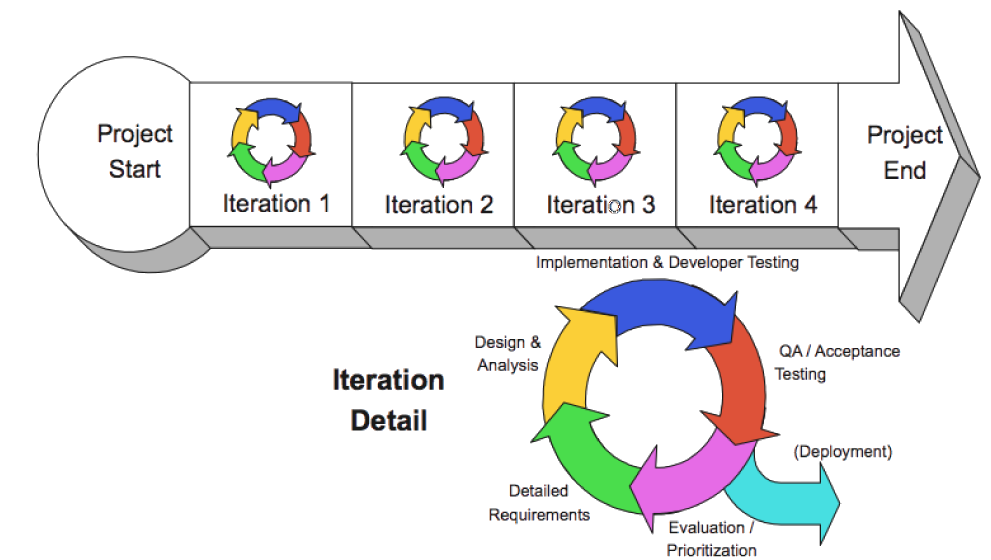 Project
Start
Iteration 1
Iteration 2
Iteration 3
Iteration 4
Project
End
Implementation & Developer Testing
Design &
Analysis
QA / Acceptance
Testing
Iteration
Detail
(Deployment)
Detailed
Requirements
Evaluation /
Prioritization